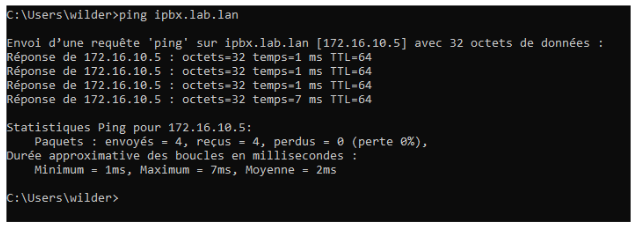 C:\Users\wilder>ping ipbx.lab.lan
Envoi d’une requête 'ping' sur ipbx.lab.lan [172.16.10.5] avec 32 octets de données :
Réponse de 172.16.10.5 : octets=32 temps=1 ms TTL=64
Réponse de 172.16.10.5 : octets=32 temps=1 ms TTL=64
Réponse de 172.16.10.5 : octets=32 temps=1 ms TTL=64
Réponse de 172.16.10.5 : octets=32 temps=7 ms TTL=64
Statistiques Ping pour 172.16.10.5:
    Paquets : envoyés = 4, reçus = 4, perdus = 0 (perte 0%),
Durée approximative des boucles en millisecondes :
    Minimum = 1ms, Maximum = 7ms, Moyenne = 2ms
C:\Users\wilder>